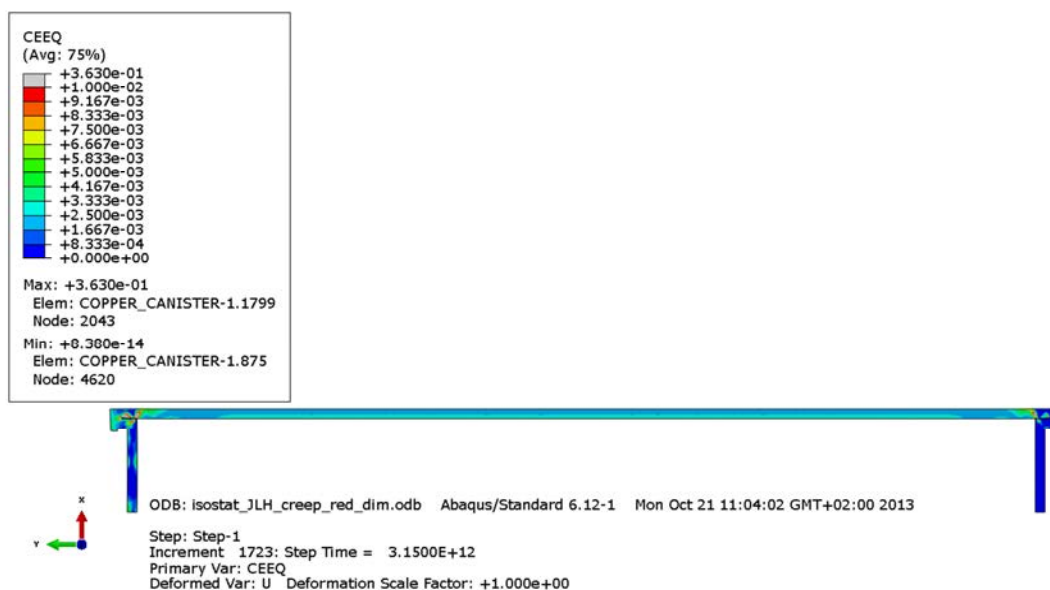 CEEQ
(Avg: 75%)
+3.630e-01
+1.000e-02
+9.167e-03
+8.333e-03
+7.500e-03
+6.667e-03
+5.833e-03
+5.000e-03
+4.167e-03
+3.333e-03
+2.500e-03
+1.667e-03
+8.333e-04
+0.000e+00
Max: +3.630e-01
Elem: COPPER_CANISTER-1.1799
Node: 2043
Min: +8.380e-14
Elem: COPPER_CANISTER-1.875
Node: 4620
X
Y
ODB: isostat_JLH_creep_red_dim.odb Abaqus/Standard 6.12-1 Mon Oct 21 11:04:02 GMT+02:00 2013
Step: Step-1
Increment 1723: Step Time = 3.1500E+12
Primary Var: CEEQ
Deformed Var: U Deformation Scale Factor: +1.000e+00